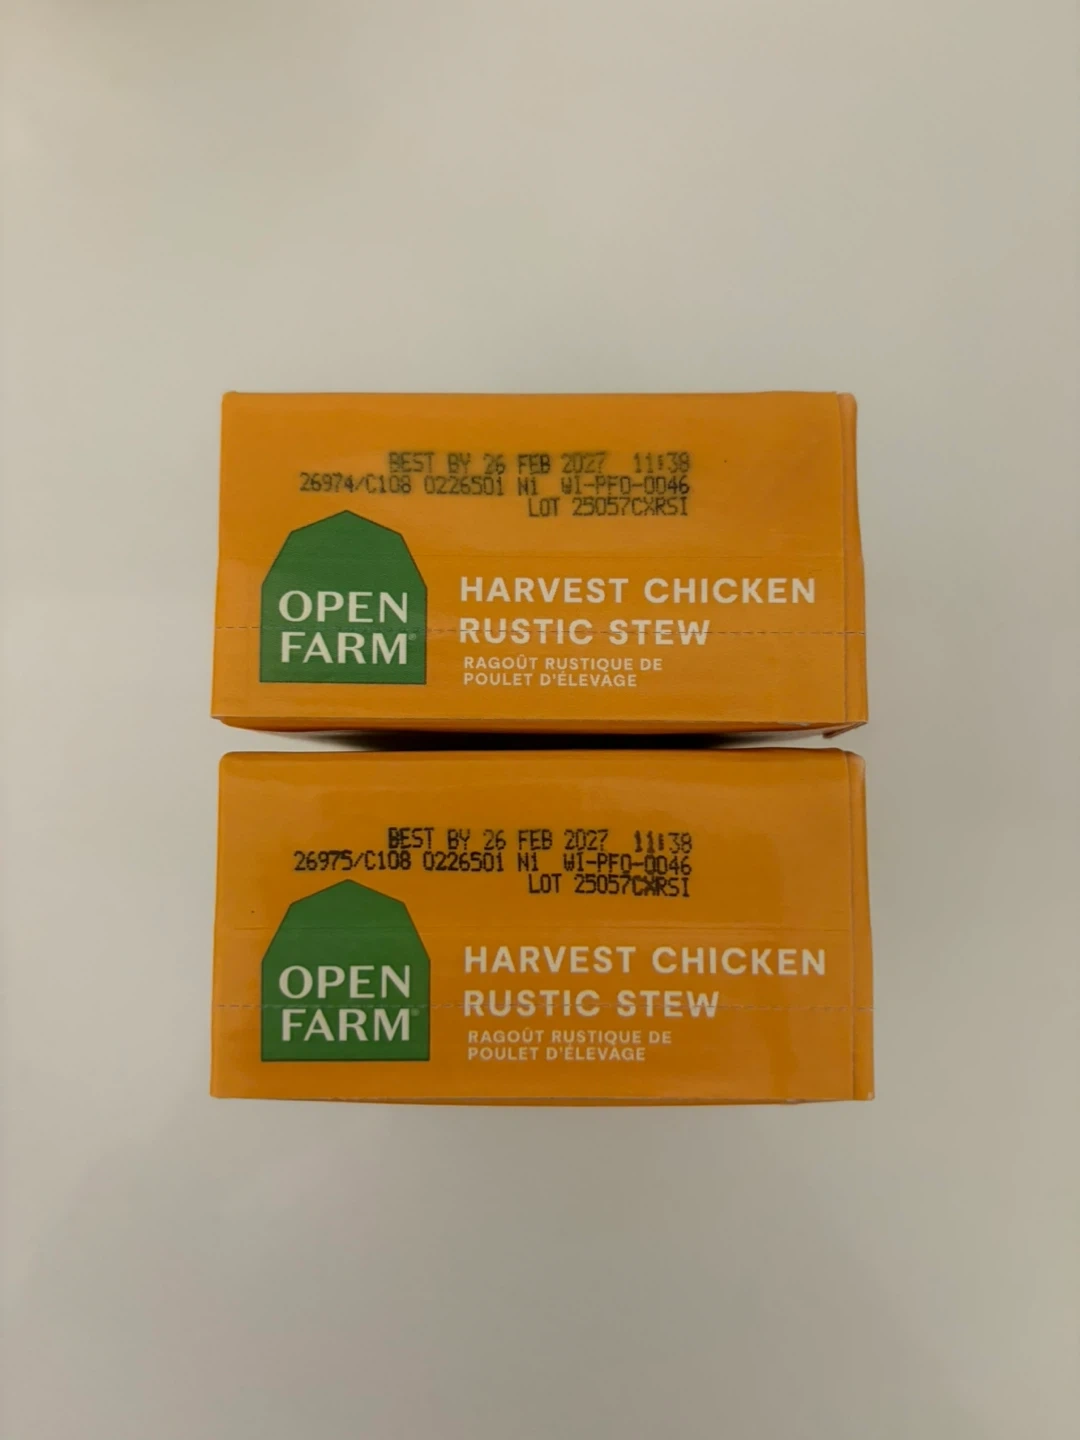 BEST BY 26 FEB 2027 11:38
26974/C108 0226501 N1 WI-PFO-0046
LOT 25057CXRSI
OPEN
FARM
HARVEST CHICKEN
RUSTIC STEW
RAGOÛT RUSTIQUE DE
POULET D'ÉLEVAGE
BEST BY 26 FEB 2027 11:38
26975/C108 0226501 N1 WI-PFO-0046
LOT 25057CXRSI
OPEN
FARM
HARVEST CHICKEN
RUSTIC STEW
RAGOÛT RUSTIQUE DE
POULET D'ÉLEVAGE